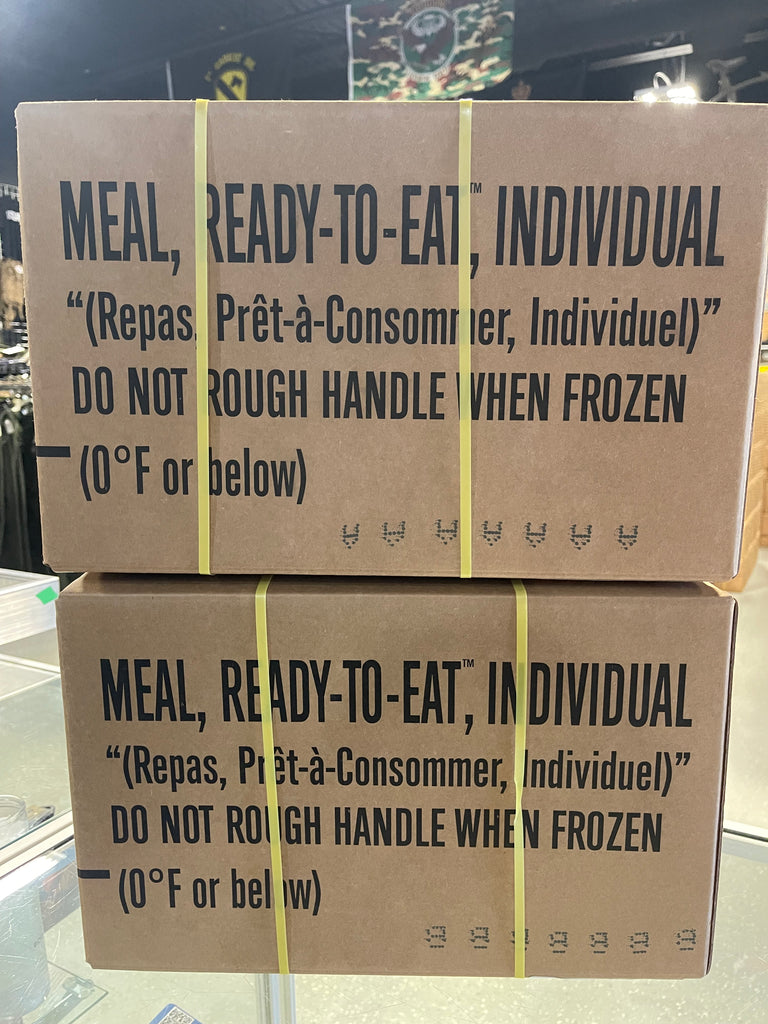 MEAL, READY-TO-EAT™, INDIVIDUAL
“(Repas, Prêt-à-Consommer, Individuel)”
DO NOT ROUGH HANDLE WHEN FROZEN
(0°F or below)
MEAL, READY-TO-EAT™, INDIVIDUAL
“(Repas, Prêt-à-Consommer, Individuel)”
DO NOT ROUGH HANDLE WHEN FROZEN
(0°F or below)